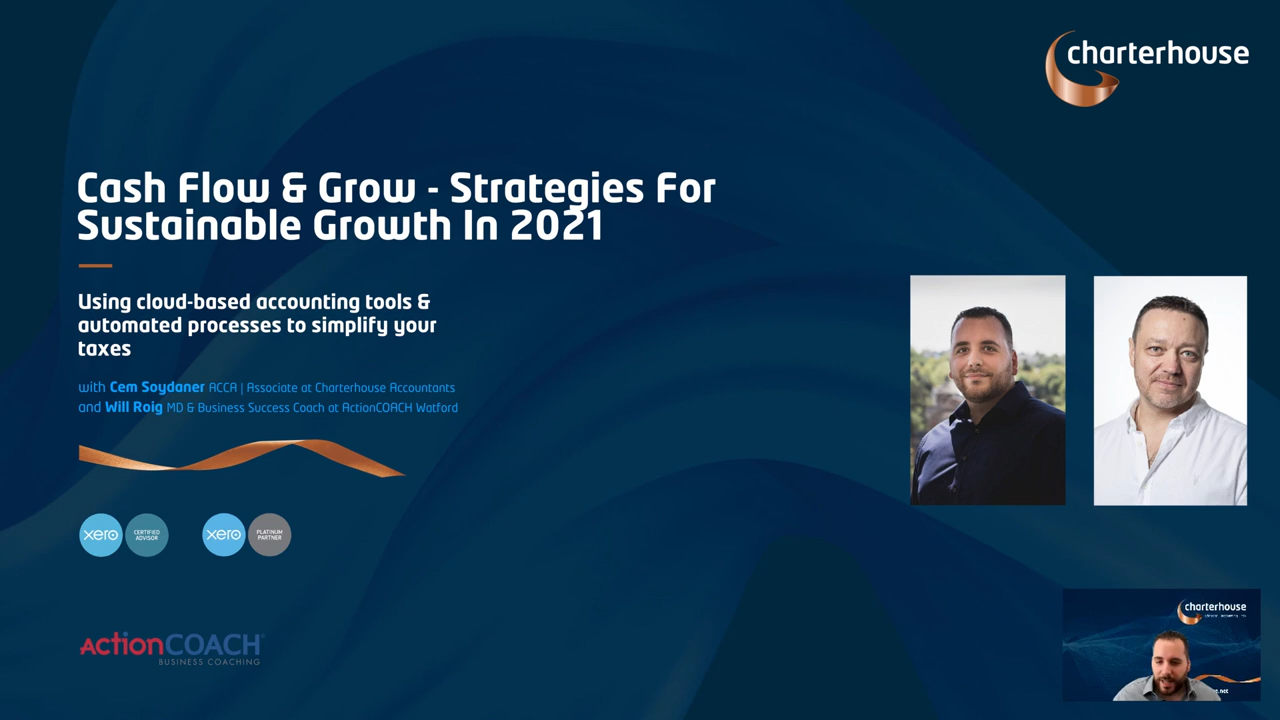 charterhouse
Cash Flow & Grow - Strategies For
Sustainable Growth In 2021
Using cloud-based accounting tools &
automated processes to simplify your
taxes
with Cem Soydaner ACCA | Associate at Charterhouse Accountants
and Will Roig MD & Business Success Coach at ActionCOACH Watford
xero CERTIFIED ADVISOR
xero PLATINUM PARTNER
ActionCOACH
BUSINESS COACHING
charterhouse